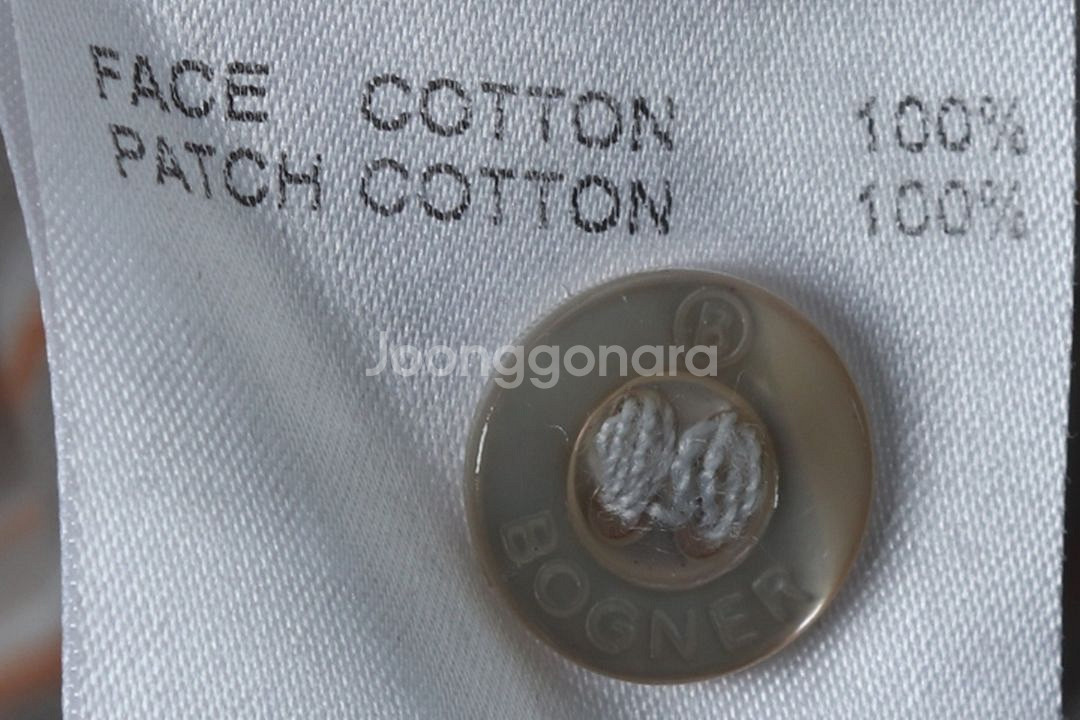 FACE COTTON 100%
PATCH COTTON 100%
®
Joonggonara
BOGNER